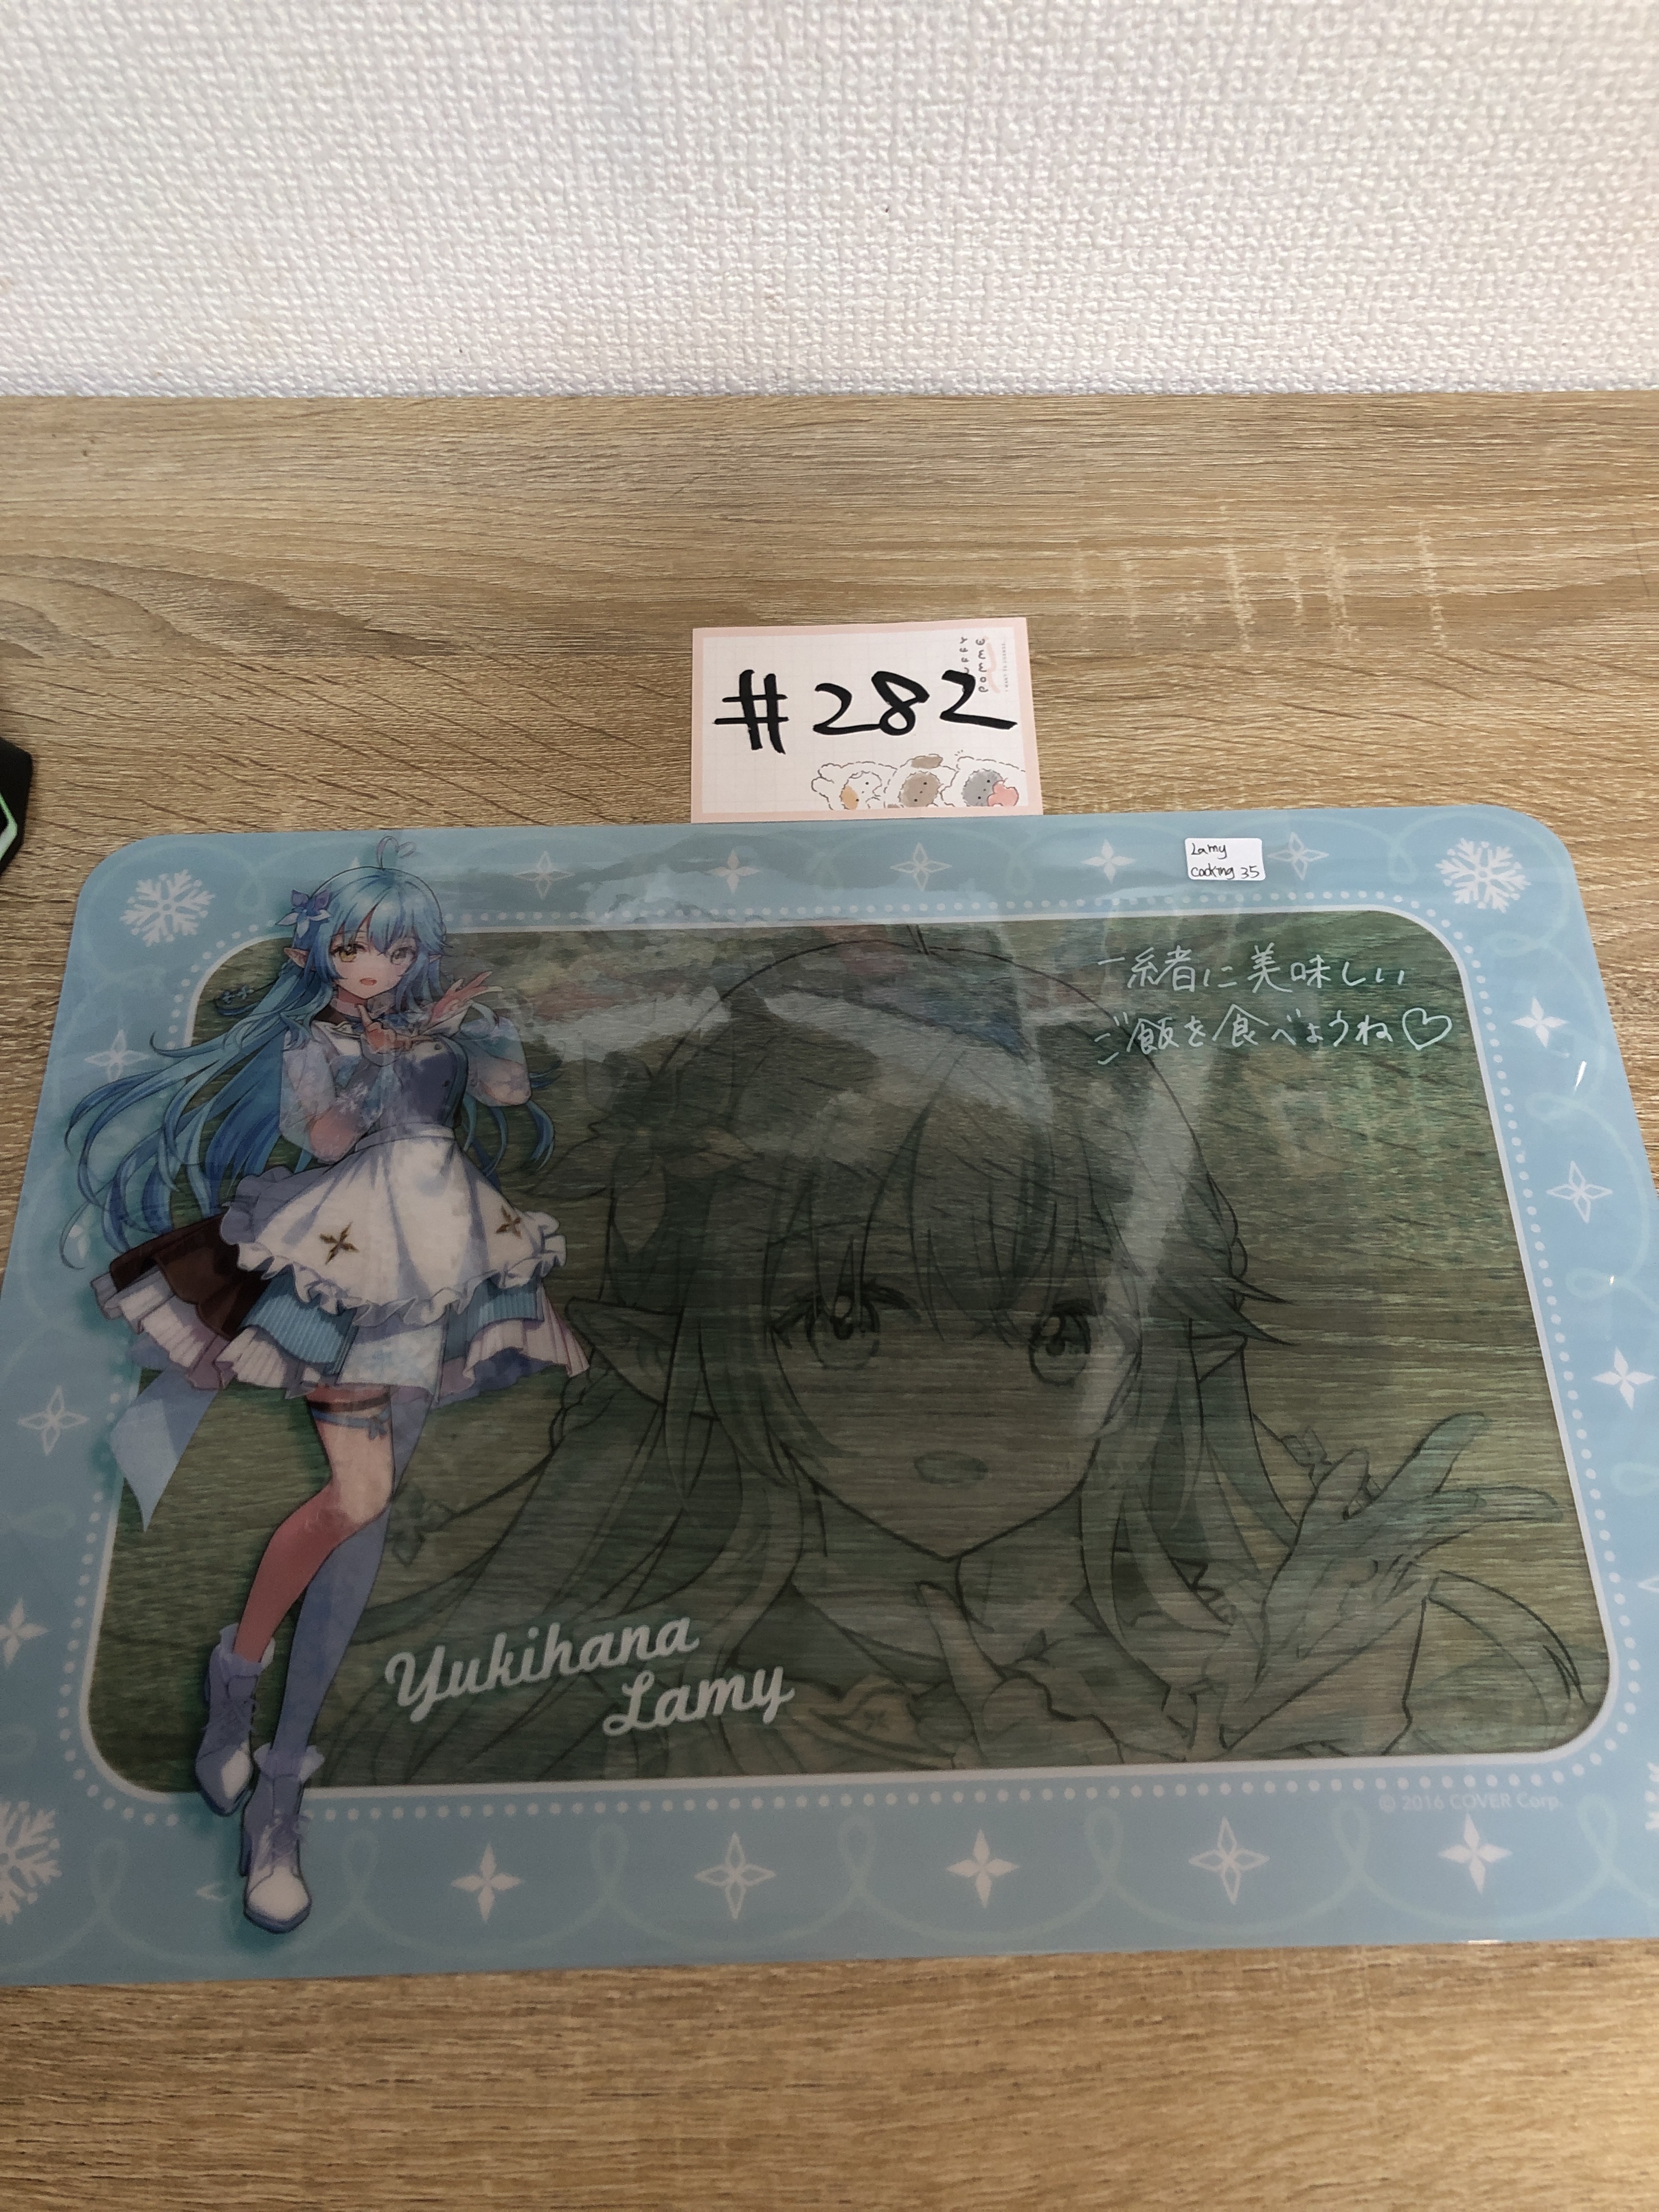 #282
Lamy
cooking 35
一緒に美味しい
ご飯を食べようね♡
Yukihana
Lamy
© 2016 COVER Corp.